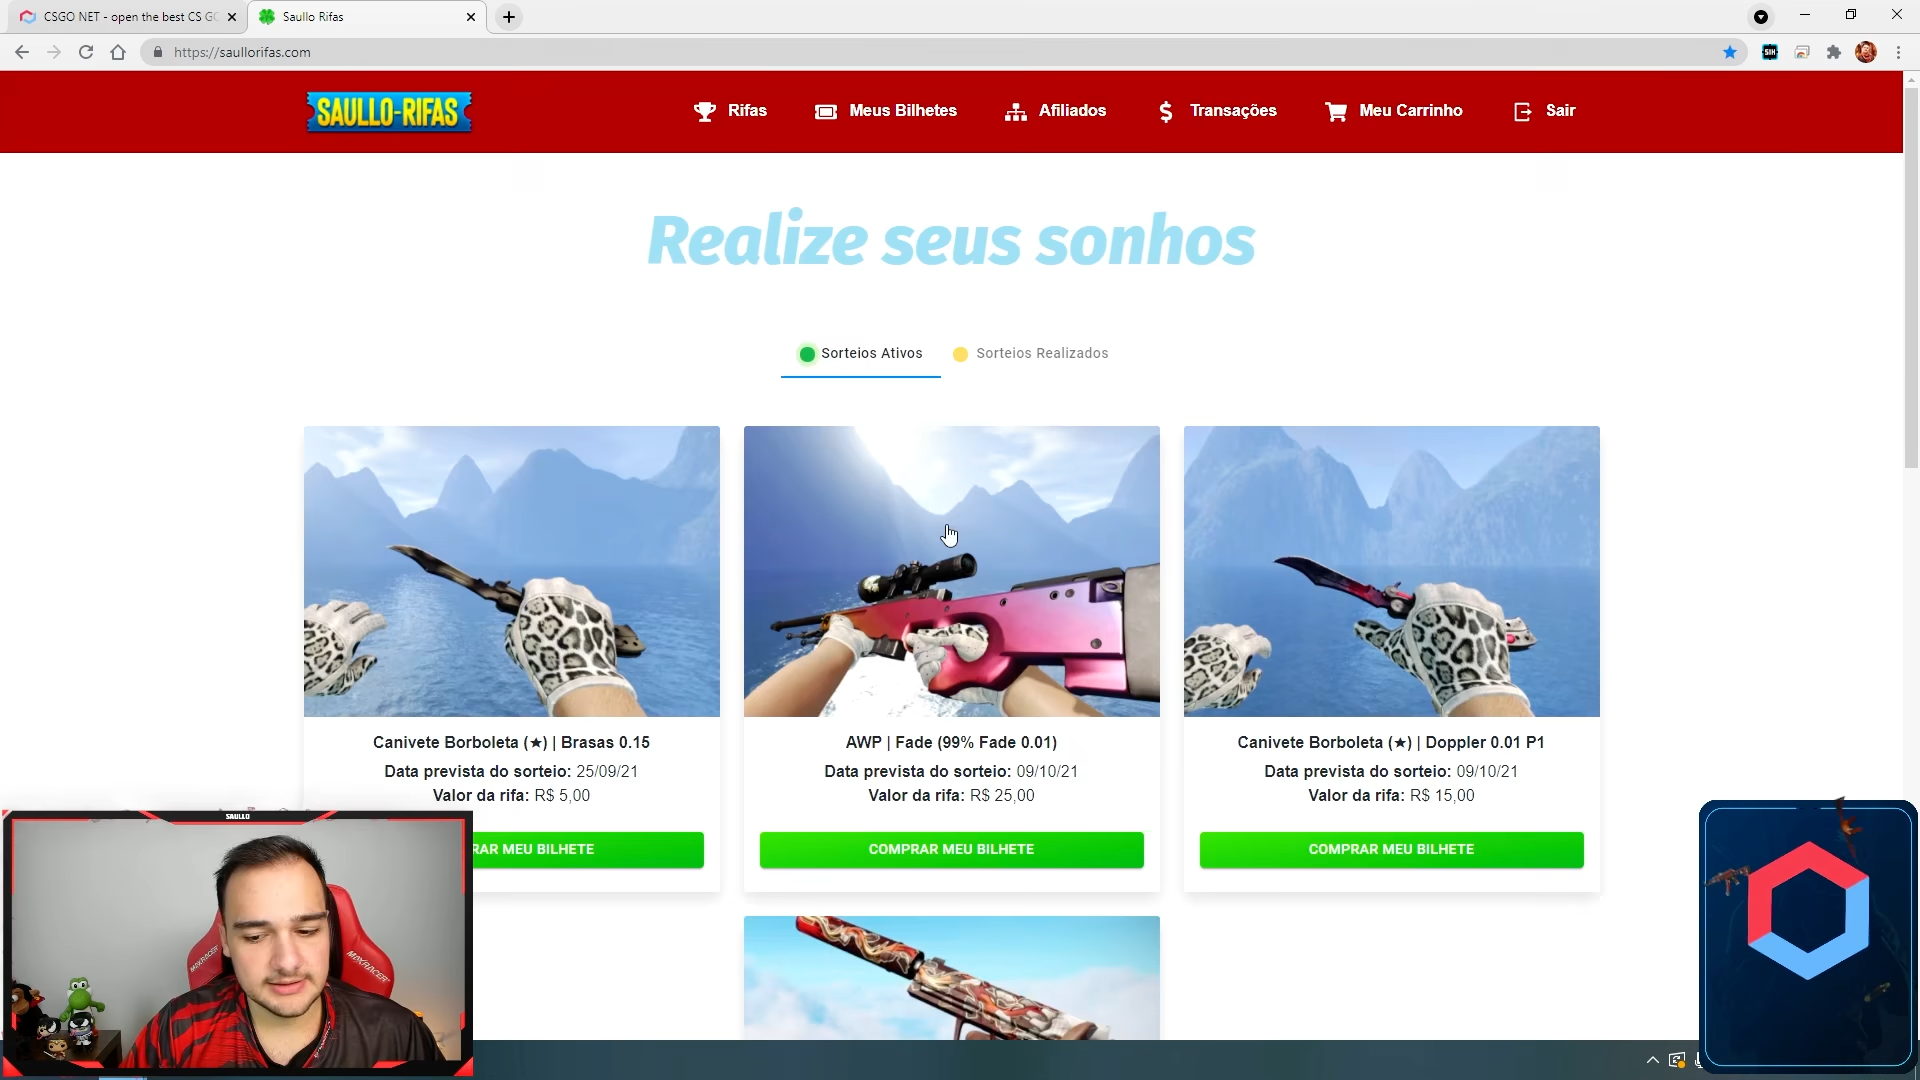 CSGO NET - open the best CS GO
Saullo Rifas
https://saullorifas.com
SIH
SAULLO-RIFAS
Rifas
Meus Bilhetes
Afiliados
Transações
Meu Carrinho
Sair
Realize seus sonhos
Sorteios Ativos
Sorteios Realizados
Canivete Borboleta (★) | Brasas 0.15
Data prevista do sorteio: 25/09/21
Valor da rifa: R$ 5,00
RAR MEU BILHETE
AWP | Fade (99% Fade 0.01)
Data prevista do sorteio: 09/10/21
Valor da rifa: R$ 25,00
COMPRAR MEU BILHETE
Canivete Borboleta (★) | Doppler 0.01 P1
Data prevista do sorteio: 09/10/21
Valor da rifa: R$ 15,00
COMPRAR MEU BILHETE
SAULLO
MAXRACER
MAXRACER